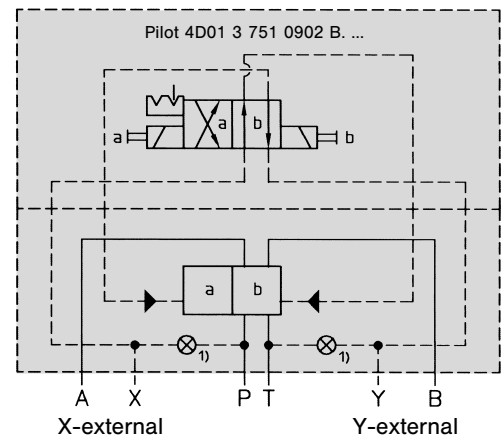 Pilot 4D01 3 751 0902 B. ...
a a b b
a b
1) 1)
A X P T Y B
X-external Y-external